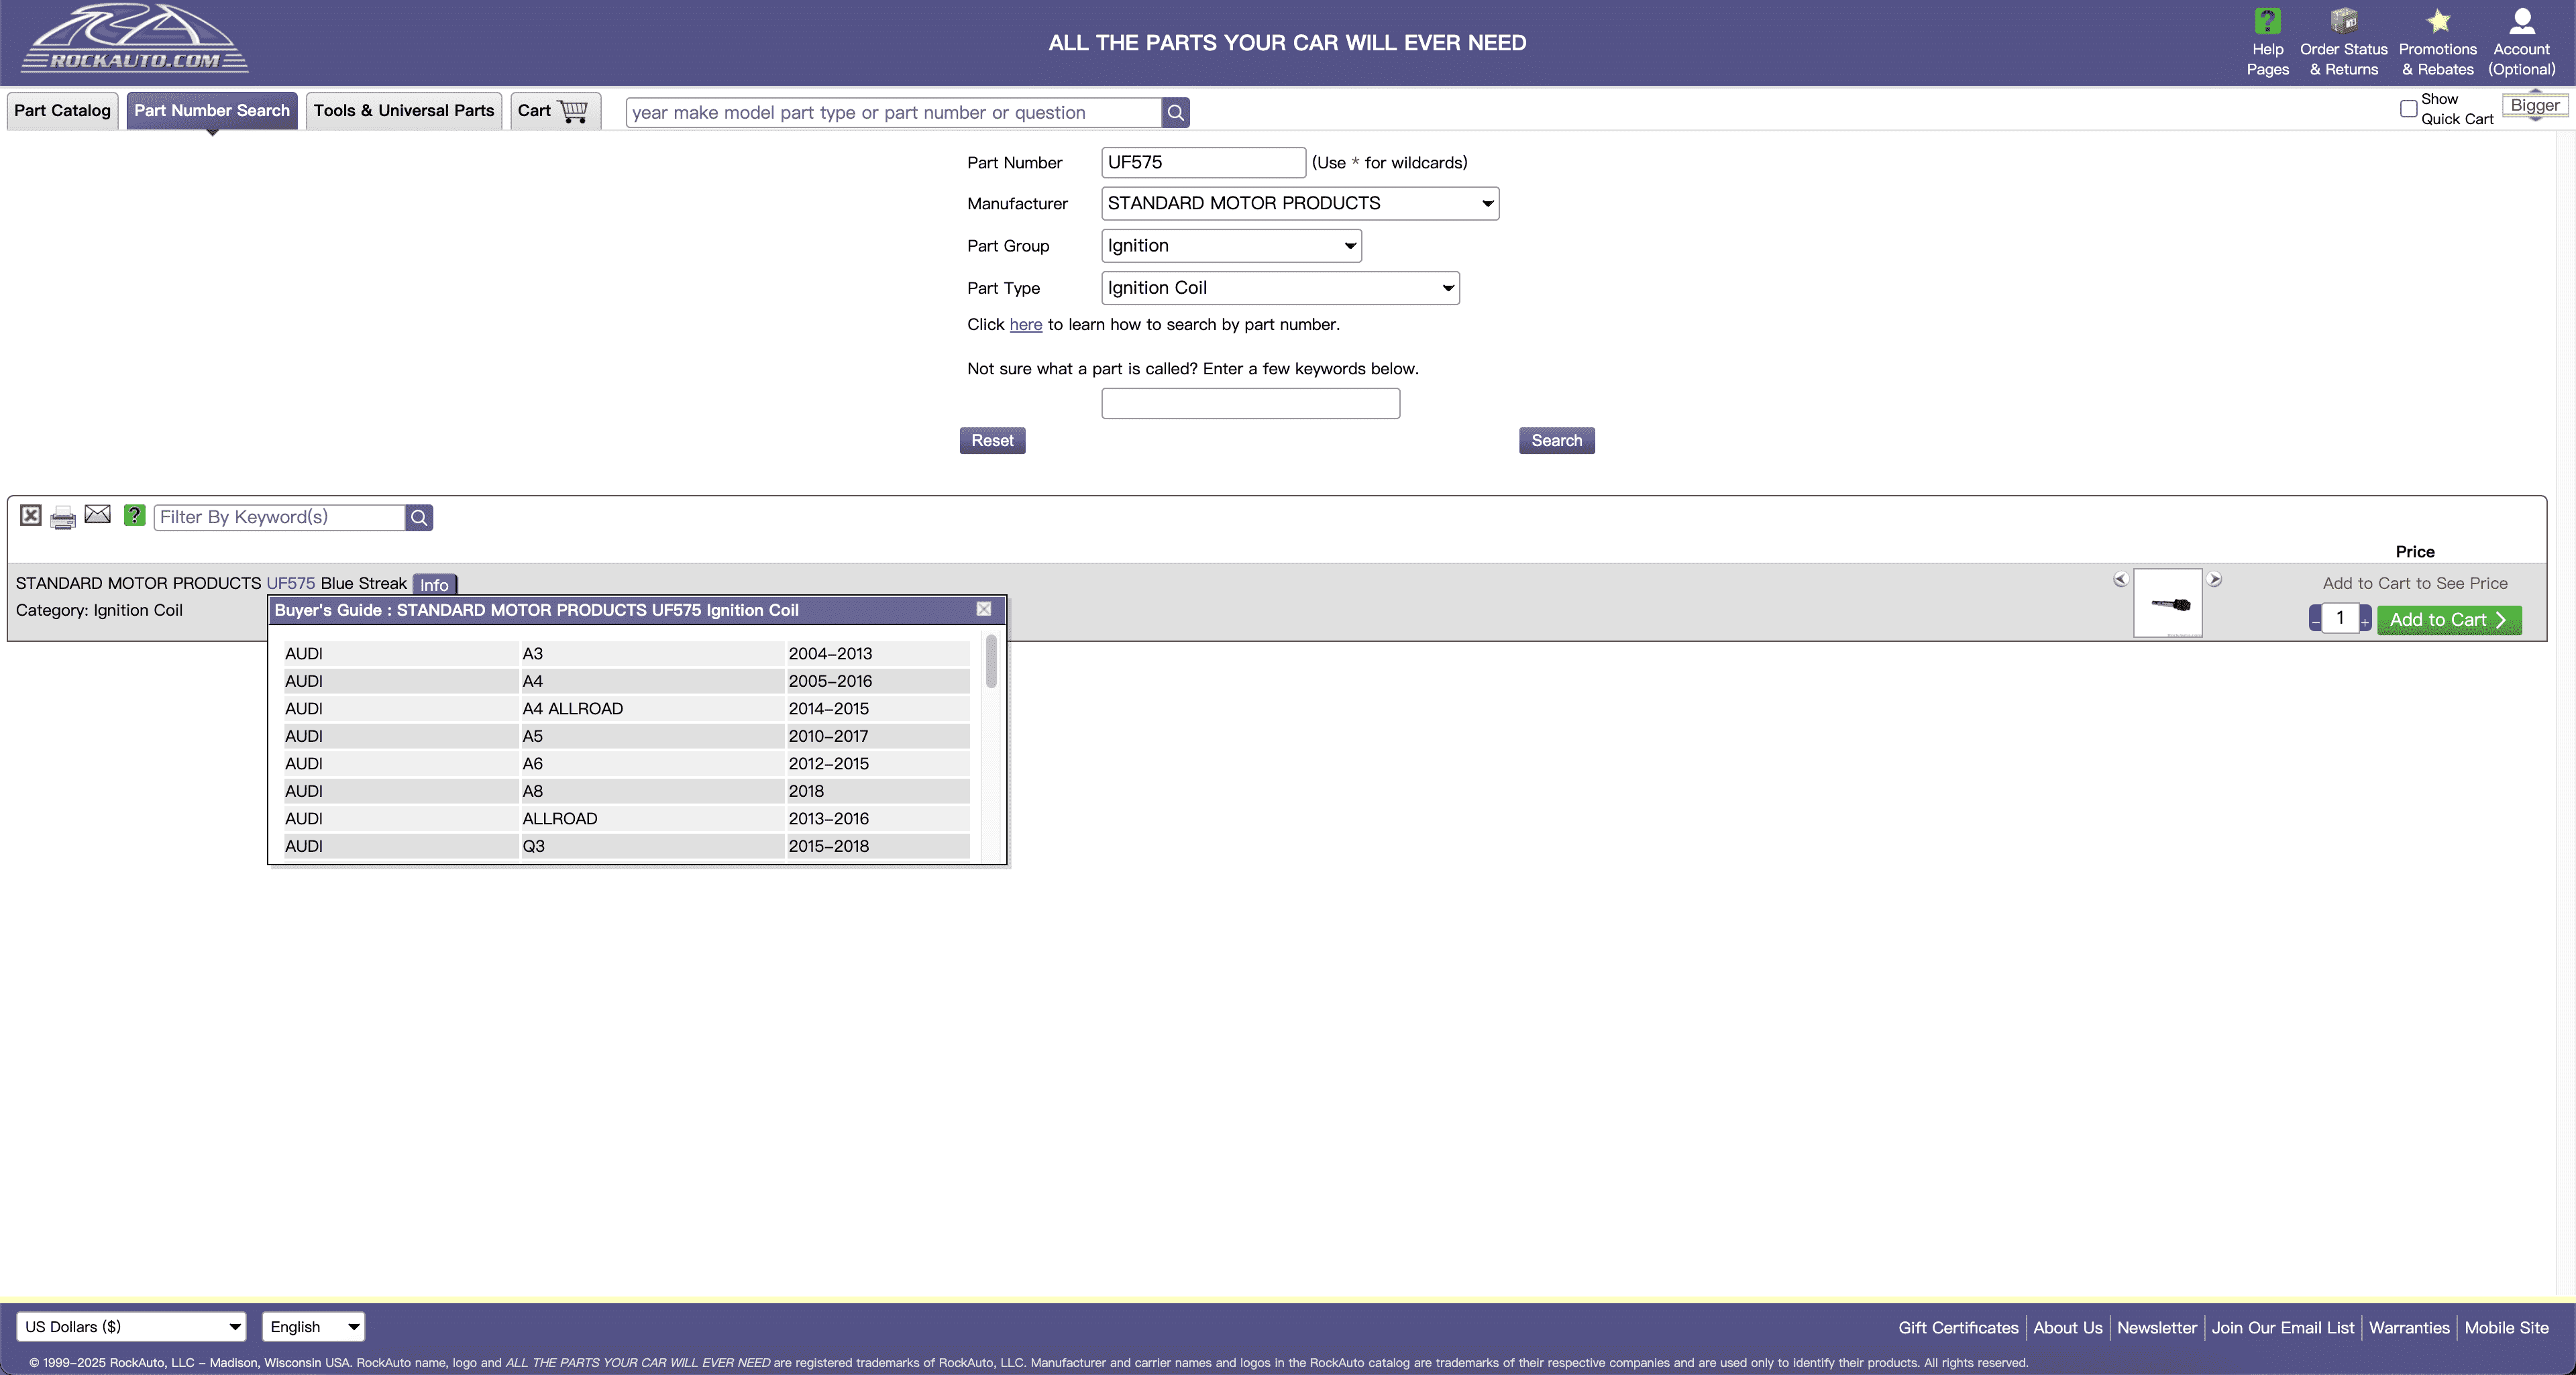 ROCKAUTO.COM
ALL THE PARTS YOUR CAR WILL EVER NEED
Help Pages
Order Status & Returns
Promotions & Rebates
Account (Optional)
Part Catalog
Part Number Search
Tools & Universal Parts
Cart
year make model part type or part number or question
Show Quick Cart
Bigger
Part Number UF575 (Use * for wildcards)
Manufacturer STANDARD MOTOR PRODUCTS
Part Group Ignition
Part Type Ignition Coil
Click here to learn how to search by part number.
Not sure what a part is called? Enter a few keywords below.
Reset Search
? Filter By Keyword(s)
Price
STANDARD MOTOR PRODUCTS UF575 Blue Streak Info
Add to Cart to See Price
Category: Ignition Coil
– 1 + Add to Cart
Buyer's Guide : STANDARD MOTOR PRODUCTS UF575 Ignition Coil
AUDI A3 2004–2013
AUDI A4 2005–2016
AUDI A4 ALLROAD 2014–2015
AUDI A5 2010–2017
AUDI A6 2012–2015
AUDI A8 2018
AUDI ALLROAD 2013–2016
AUDI Q3 2015–2018
US Dollars ($) English
Gift Certificates About Us Newsletter Join Our Email List Warranties Mobile Site
© 1999–2025 RockAuto, LLC – Madison, Wisconsin USA. RockAuto name, logo and ALL THE PARTS YOUR CAR WILL EVER NEED are registered trademarks of RockAuto, LLC. Manufacturer and carrier names and logos in the RockAuto catalog are trademarks of their respective companies and are used only to identify their products. All rights reserved.